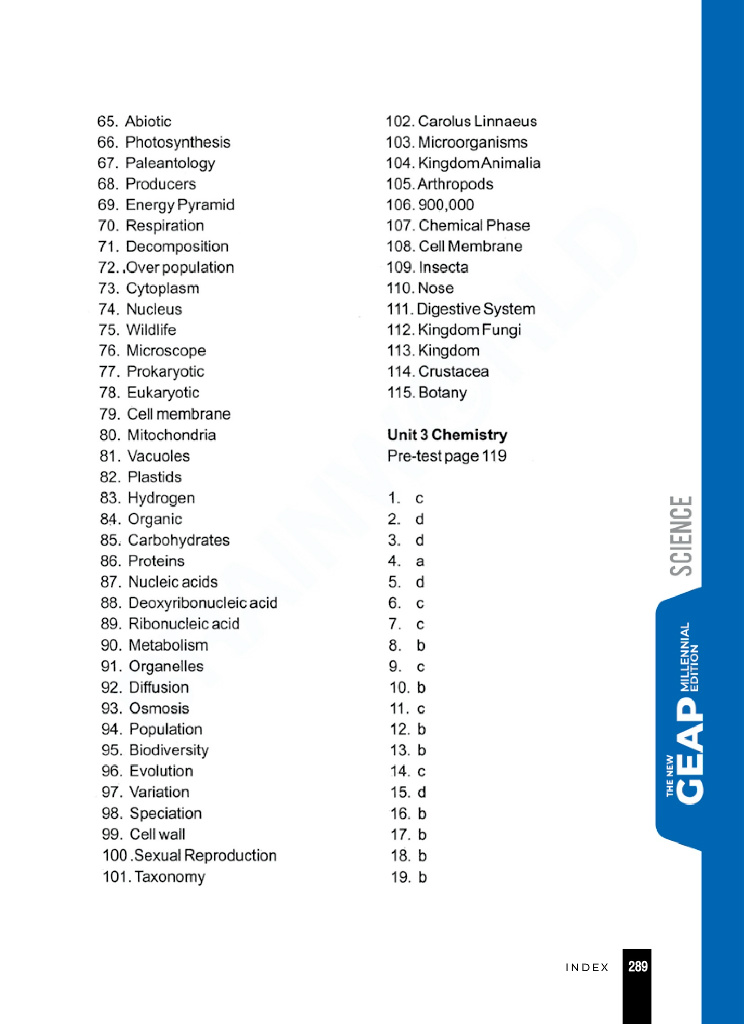 65. Abiotic
66. Photosynthesis
67. Paleantology
68. Producers
69. Energy Pyramid
70. Respiration
71. Decomposition
72. .Over population
73. Cytoplasm
74. Nucleus
75. Wildlife
76. Microscope
77. Prokaryotic
78. Eukaryotic
79. Cell membrane
80. Mitochondria
81. Vacuoles
82. Plastids
83. Hydrogen
84. Organic
85. Carbohydrates
86. Proteins
87. Nucleic acids
88. Deoxyribonucleic acid
89. Ribonucleic acid
90. Metabolism
91. Organelles
92. Diffusion
93. Osmosis
94. Population
95. Biodiversity
96. Evolution
97. Variation
98. Speciation
99. Cell wall
100 .Sexual Reproduction
101. Taxonomy
102. Carolus Linnaeus
103. Microorganisms
104. Kingdom Animalia
105. Arthropods
106. 900,000
107. Chemical Phase
108. Cell Membrane
109. Insecta
110. Nose
111. Digestive System
112. Kingdom Fungi
113. Kingdom
114. Crustacea
115. Botany
Unit 3 Chemistry
Pre-test page 119
1. c
2. d
3. d
4. a
5. d
6. c
7. c
8. b
9. c
10. b
11. c
12. b
13. b
14. c
15. d
16. b
17. b
18. b
19. b
SCIENCE
THE NEW
GEAP
MILLENNIAL
EDITION
INDEX 289